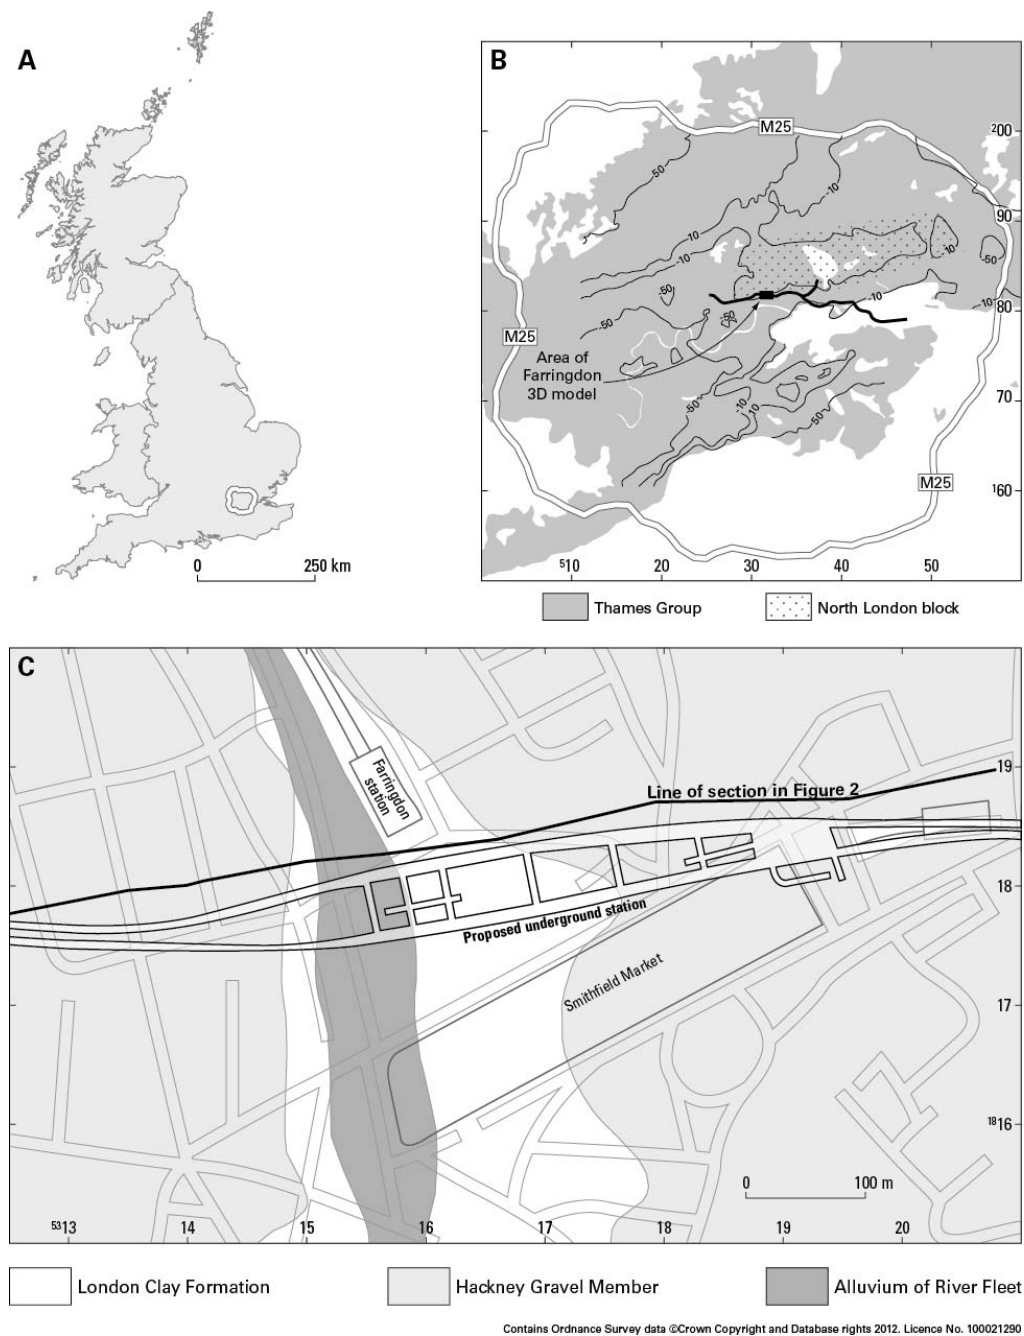 A
0 250 km
B
M25
200
-50
-10
90
-10
-10
-10
-50
-50
-10
-10
80
-50
-50
M25
Area of
Farringdon
3D model
70
-50
-10
10
-50
M25
160
510 20 30 40 50
Thames Group North London block
C
Farringdon
station
19
Line of section in Figure 2
18
Proposed underground station
Smithfield Market
17
1816
0 100 m
5313 14 15 16 17 18 19 20
London Clay Formation Hackney Gravel Member Alluvium of River Fleet
Contains Ordnance Survey data ©Crown Copyright and Database rights 2012. Licence No. 100021290